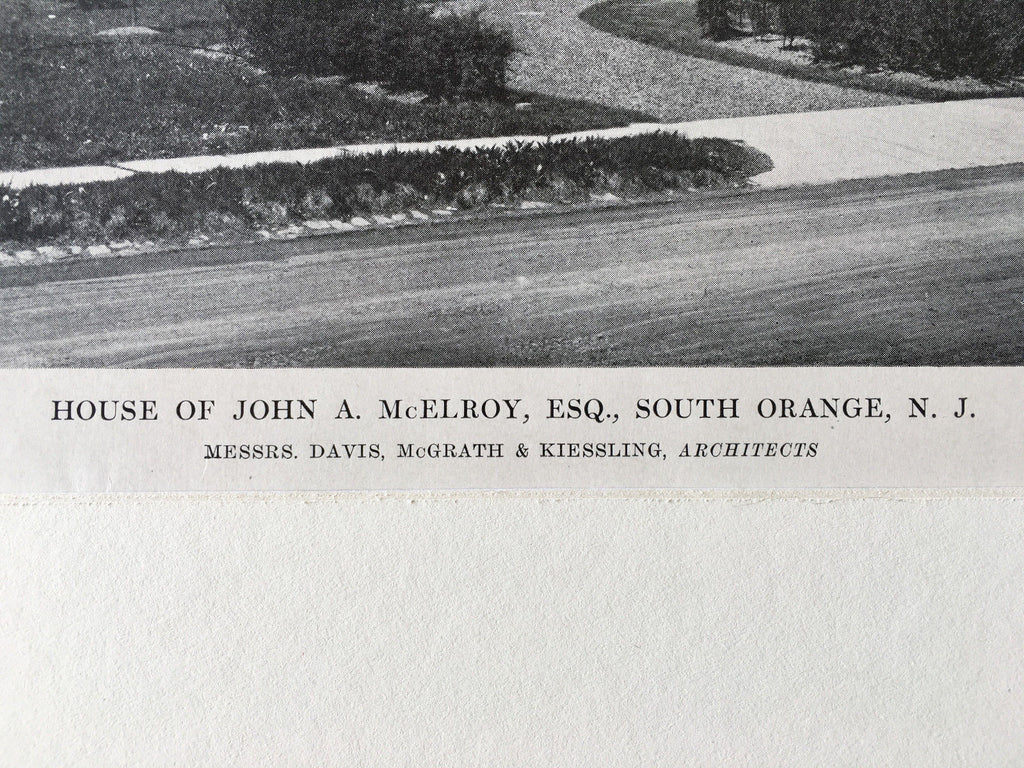 HOUSE OF JOHN A. McELROY, ESQ., SOUTH ORANGE, N. J.
MESSRS. DAVIS, McGRATH & KIESSLING, ARCHITECTS